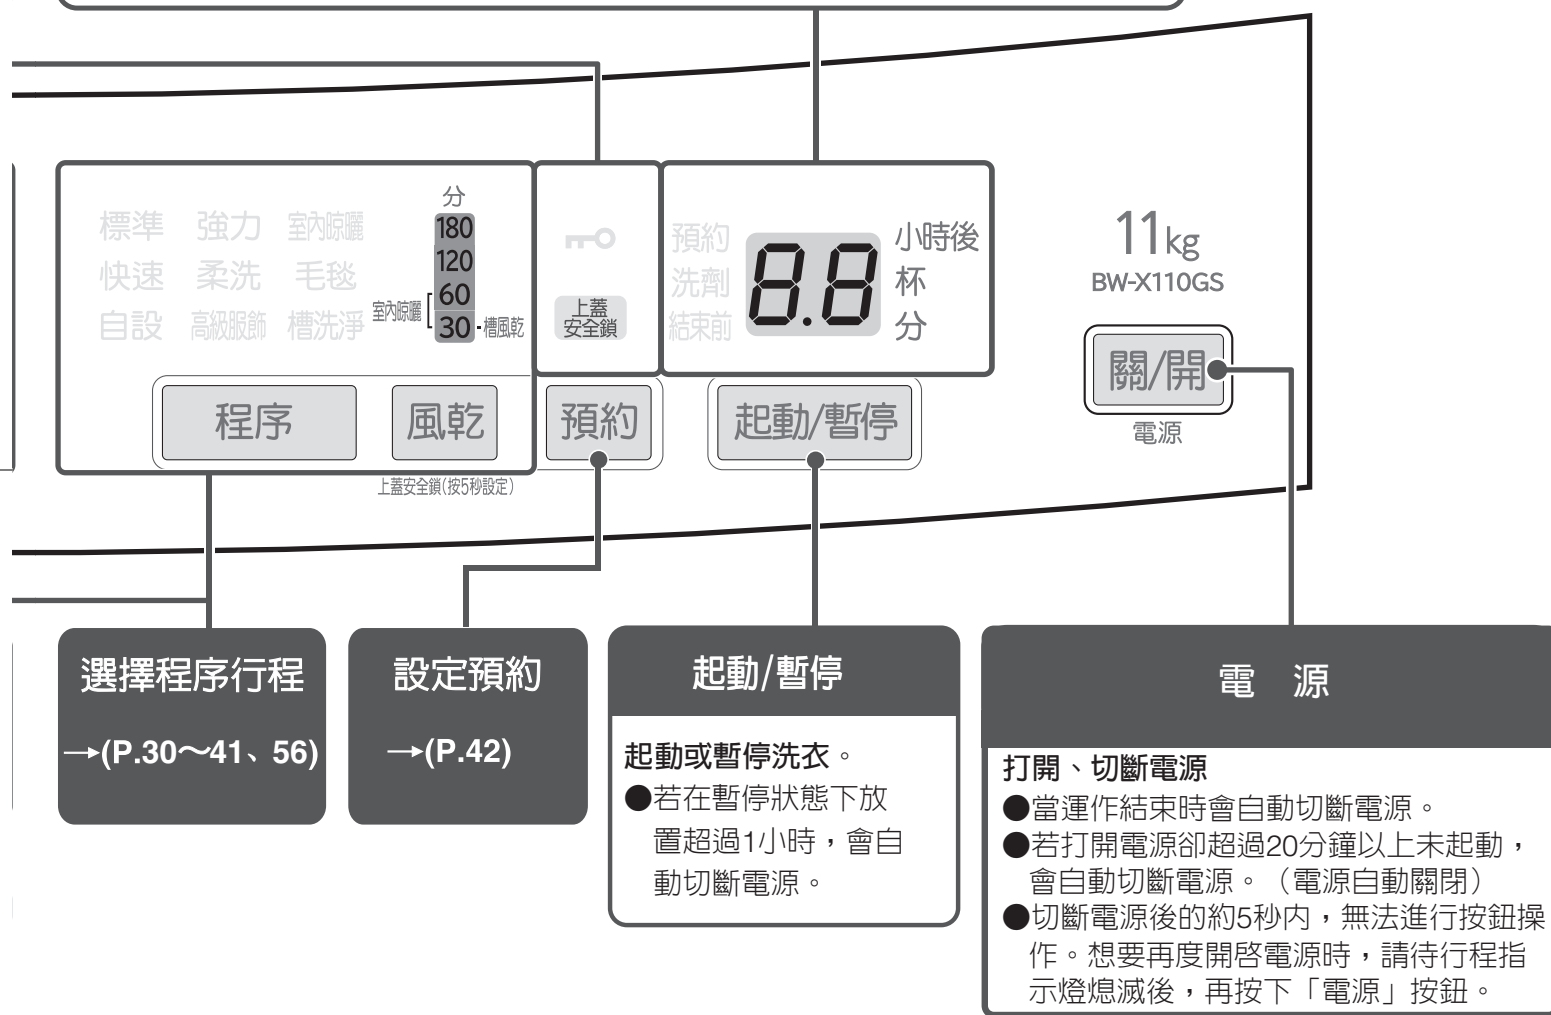 分
標準 強力 室內晾曬 180
快速 柔洗 毛毯 120
室內晾曬 60
自設 高級服飾 槽洗淨 30 槽風乾
上蓋
安全鎖
預約 小時後
洗劑 8.8 杯
結束前 分
11kg
BW-X110GS
關/開
電源
程序 風乾 預約 起動/暫停
上蓋安全鎖(按5秒設定)
選擇程序行程
→(P.30～41、56)
設定預約
→(P.42)
起動/暫停
起動或暫停洗衣。
●若在暫停狀態下放
置超過1小時，會自
動切斷電源。
電 源
打開、切斷電源
●當運作結束時會自動切斷電源。
●若打開電源卻超過20分鐘以上未起動，
會自動切斷電源。（電源自動關閉）
●切斷電源後的約5秒內，無法進行按鈕操
作。想要再度開啓電源時，請待行程指
示燈熄滅後，再按下「電源」按鈕。